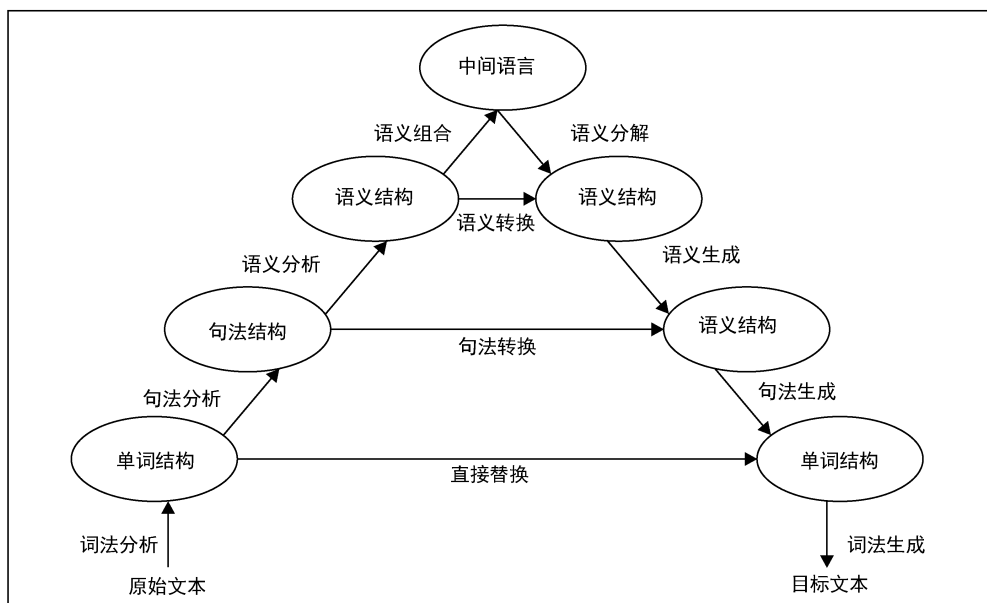 中间语言
语义组合
语义分解
语义结构
语义结构
语义转换
语义分析
语义生成
句法结构
语义结构
句法转换
句法分析
句法生成
单词结构
单词结构
直接替换
词法分析
词法生成
原始文本
目标文本